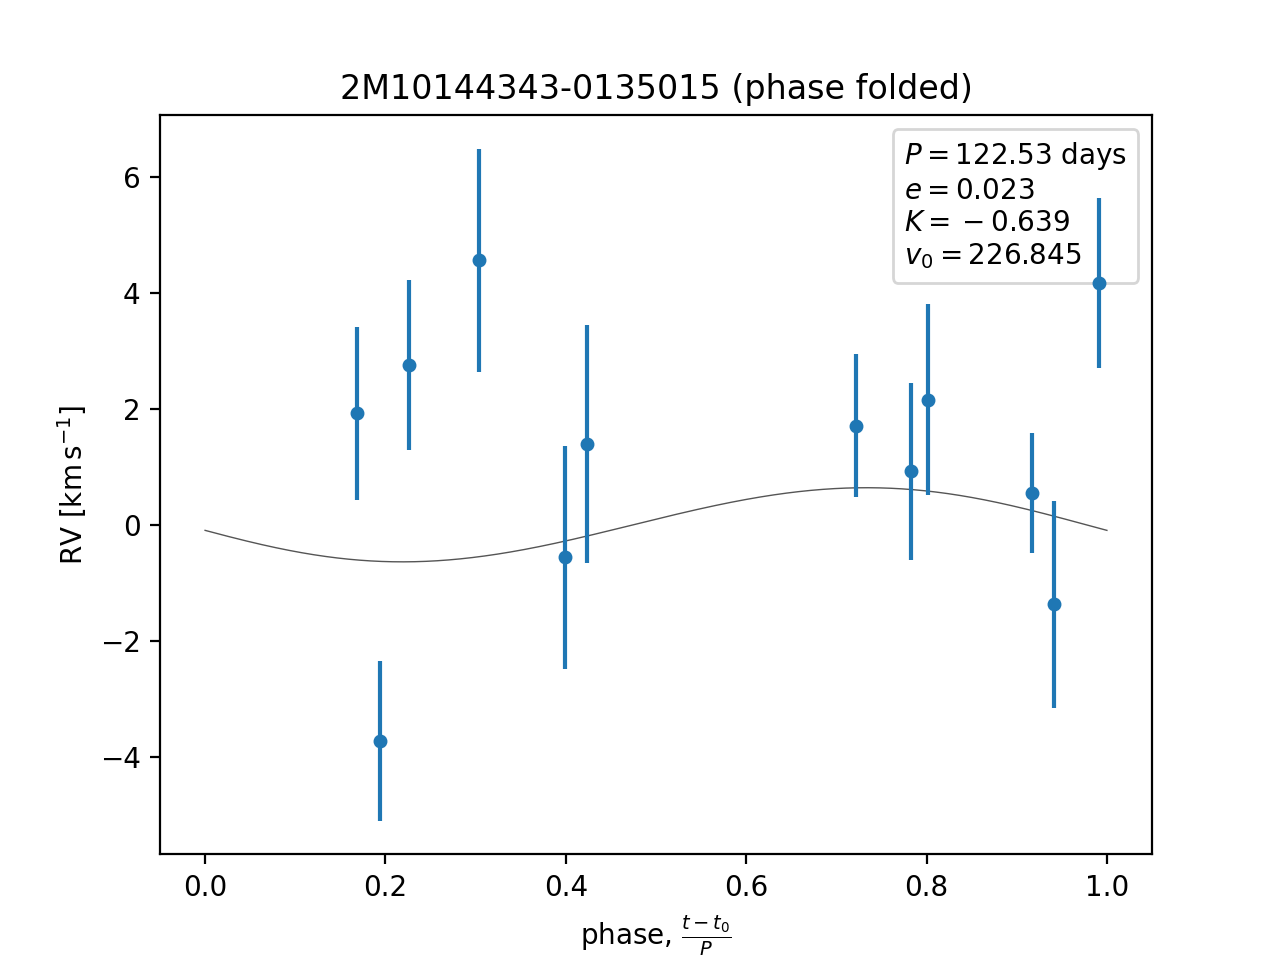 2M10144343-0135015 (phase folded)
P = 122.53 days
e = 0.023
K = −0.639
v₀ = 226.845
RV [km s⁻¹]
6
4
2
0
−2
−4
0.0 0.2 0.4 0.6 0.8 1.0
phase, (t − t₀)/P